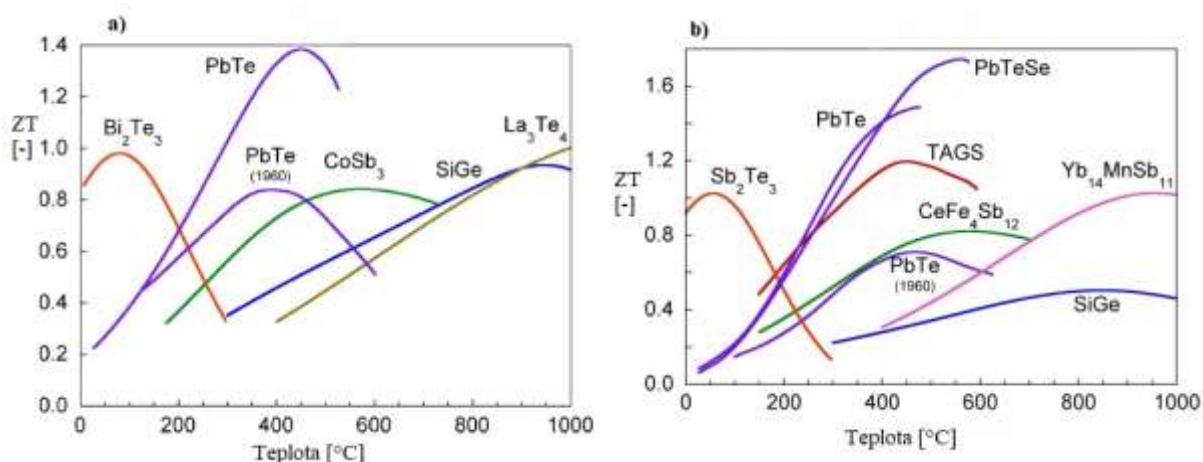 a)
1.4
1.2
1.0
0.8
0.6
0.4
0.2
0.0
ZT
[-]
PbTe
Bi₂Te₃
PbTe
(1960)
CoSb₃
SiGe
La₃Te₄
0 200 400 600 800 1000
Teplota [°C]
b)
1.6
1.2
0.8
0.4
0.0
ZT
[-]
PbTeSe
PbTe
TAGS
Sb₂Te₃
Yb₁₄MnSb₁₁
CeFe₄Sb₁₂
PbTe
(1960)
SiGe
0 200 400 600 800 1000
Teplota [°C]